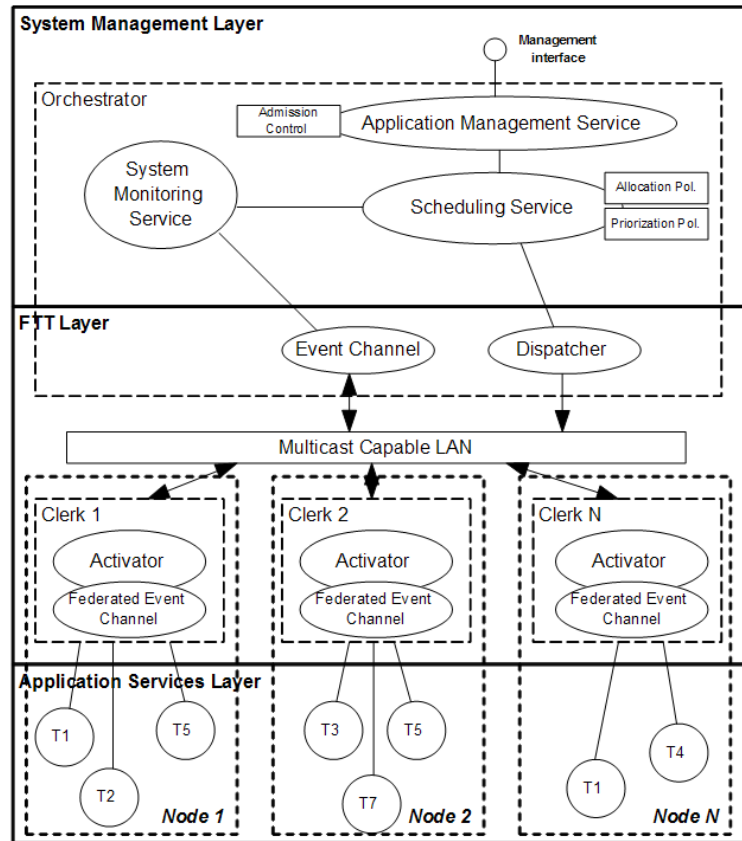 System Management Layer
Management
interface
Orchestrator
Admission
Control
Application Management Service
System
Monitoring
Service
Scheduling Service
Allocation Pol.
Priorization Pol.
FTT Layer
Event Channel
Dispatcher
Multicast Capable LAN
Clerk 1
Activator
Federated Event
Channel
Clerk 2
Activator
Federated Event
Channel
Clerk N
Activator
Federated Event
Channel
Application Services Layer
T1
T2
T5
Node 1
T3
T7
T5
Node 2
T1
T4
Node N